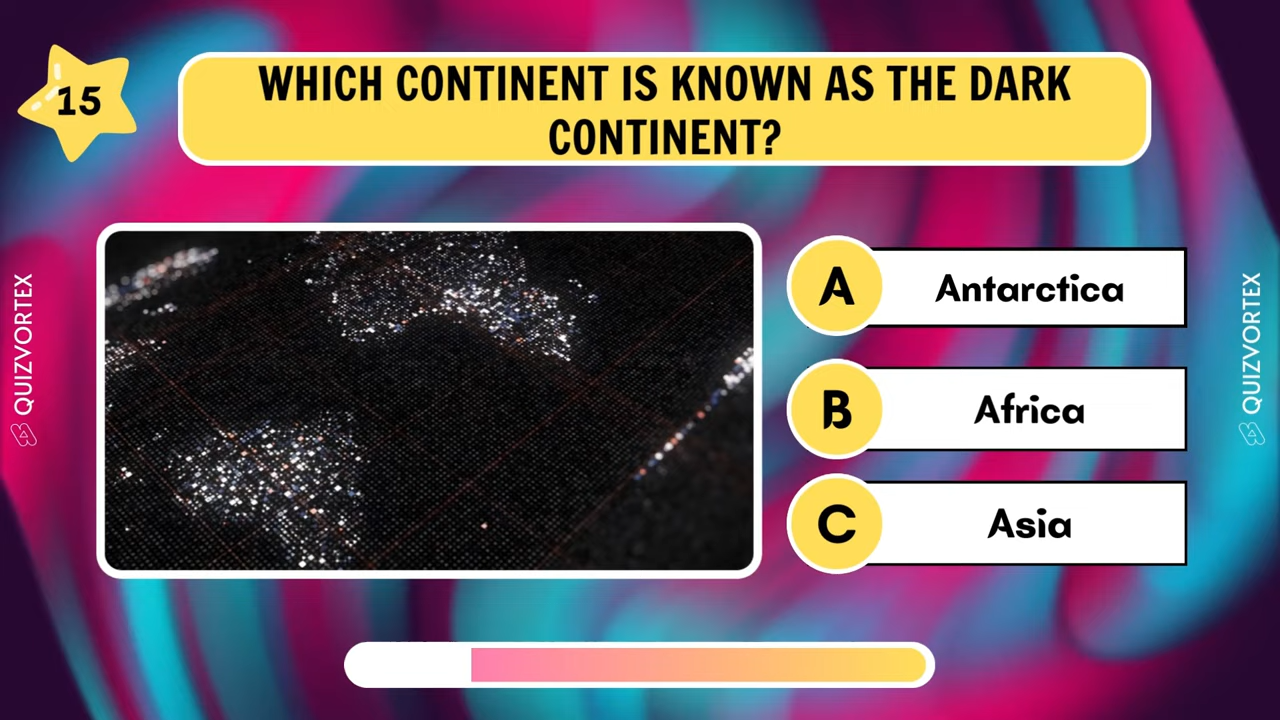 15
WHICH CONTINENT IS KNOWN AS THE DARK
CONTINENT?
A
Antarctica
B
Africa
C
Asia
QUIZVORTEX
QUIZVORTEX